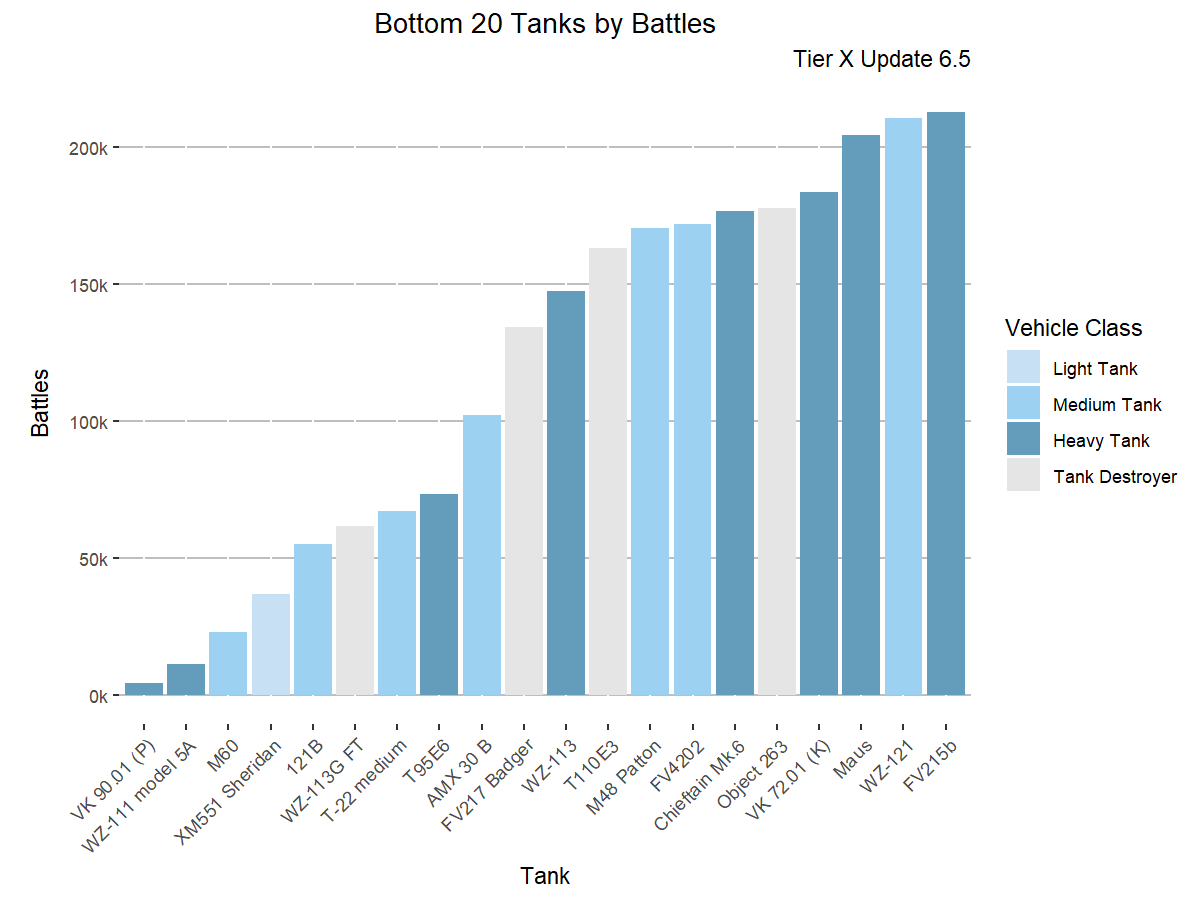 Bottom 20 Tanks by Battles
Tier X Update 6.5
Battles
200k
150k
100k
50k
0k
VK 90.01 (P)
WZ-111 model 5A
M60
XM551 Sheridan
121B
WZ-113G FT
T-22 medium
T95E6
AMX 30 B
FV217 Badger
WZ-113
T110E3
M48 Patton
FV4202
Chieftain Mk.6
Object 263
VK 72.01 (K)
Maus
WZ-121
FV215b
Tank
Vehicle Class
Light Tank
Medium Tank
Heavy Tank
Tank Destroyer